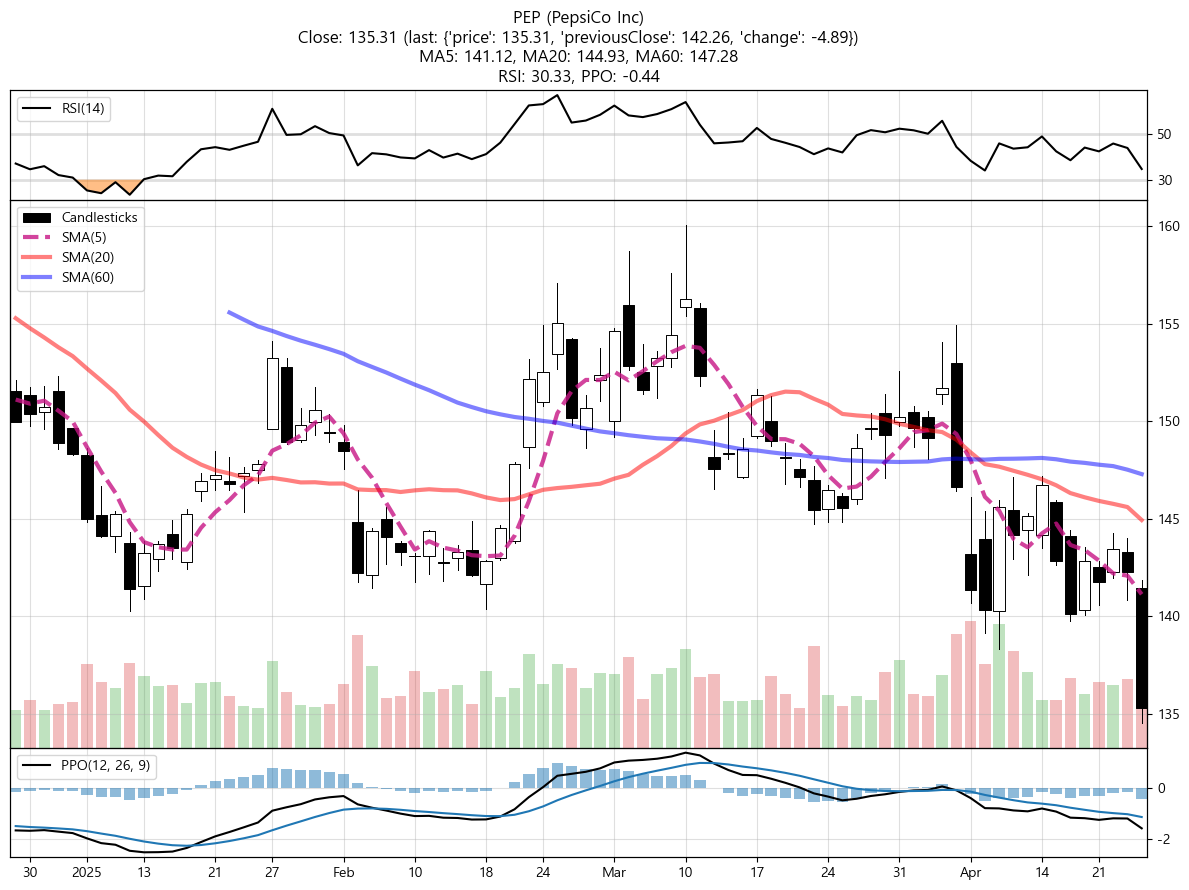 PEP (PepsiCo Inc)
Close: 135.31 (last: {'price': 135.31, 'previousClose': 142.26, 'change': -4.89})
MA5: 141.12, MA20: 144.93, MA60: 147.28
RSI: 30.33, PPO: -0.44
RSI(14)
50
30
Candlesticks
SMA(5)
SMA(20)
SMA(60)
160
155
150
145
140
135
PPO(12, 26, 9)
0
-2
30 2025 13 21 27 Feb 10 18 24 Mar 10 17 24 31 Apr 14 21